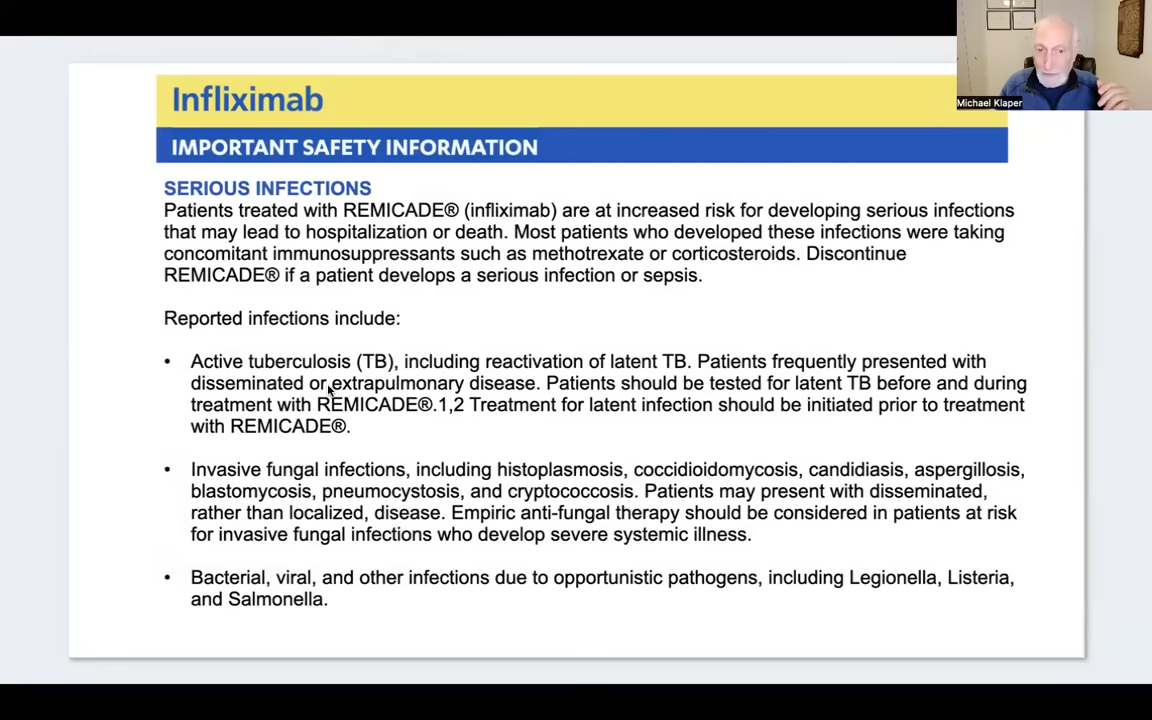 Michael Klaper
Infliximab
IMPORTANT SAFETY INFORMATION
SERIOUS INFECTIONS
Patients treated with REMICADE® (infliximab) are at increased risk for developing serious infections
that may lead to hospitalization or death. Most patients who developed these infections were taking
concomitant immunosuppressants such as methotrexate or corticosteroids. Discontinue
REMICADE® if a patient develops a serious infection or sepsis.
Reported infections include:
• Active tuberculosis (TB), including reactivation of latent TB. Patients frequently presented with
disseminated or extrapulmonary disease. Patients should be tested for latent TB before and during
treatment with REMICADE®.1,2 Treatment for latent infection should be initiated prior to treatment
with REMICADE®.
• Invasive fungal infections, including histoplasmosis, coccidioidomycosis, candidiasis, aspergillosis,
blastomycosis, pneumocystosis, and cryptococcosis. Patients may present with disseminated,
rather than localized, disease. Empiric anti-fungal therapy should be considered in patients at risk
for invasive fungal infections who develop severe systemic illness.
• Bacterial, viral, and other infections due to opportunistic pathogens, including Legionella, Listeria,
and Salmonella.